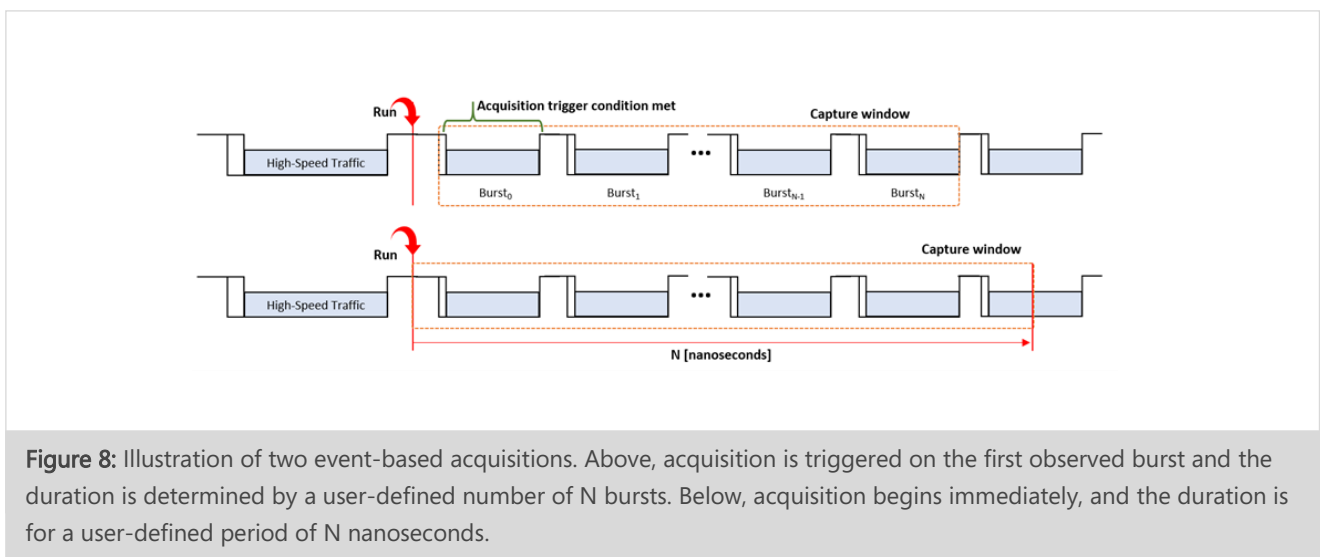 Run
Acquisition trigger condition met
Capture window
High-Speed Traffic
•••
Burst0
Burst1
BurstN-1
BurstN
Run
Capture window
High-Speed Traffic
•••
N [nanoseconds]
Figure 8: Illustration of two event-based acquisitions. Above, acquisition is triggered on the first observed burst and the
duration is determined by a user-defined number of N bursts. Below, acquisition begins immediately, and the duration is
for a user-defined period of N nanoseconds.